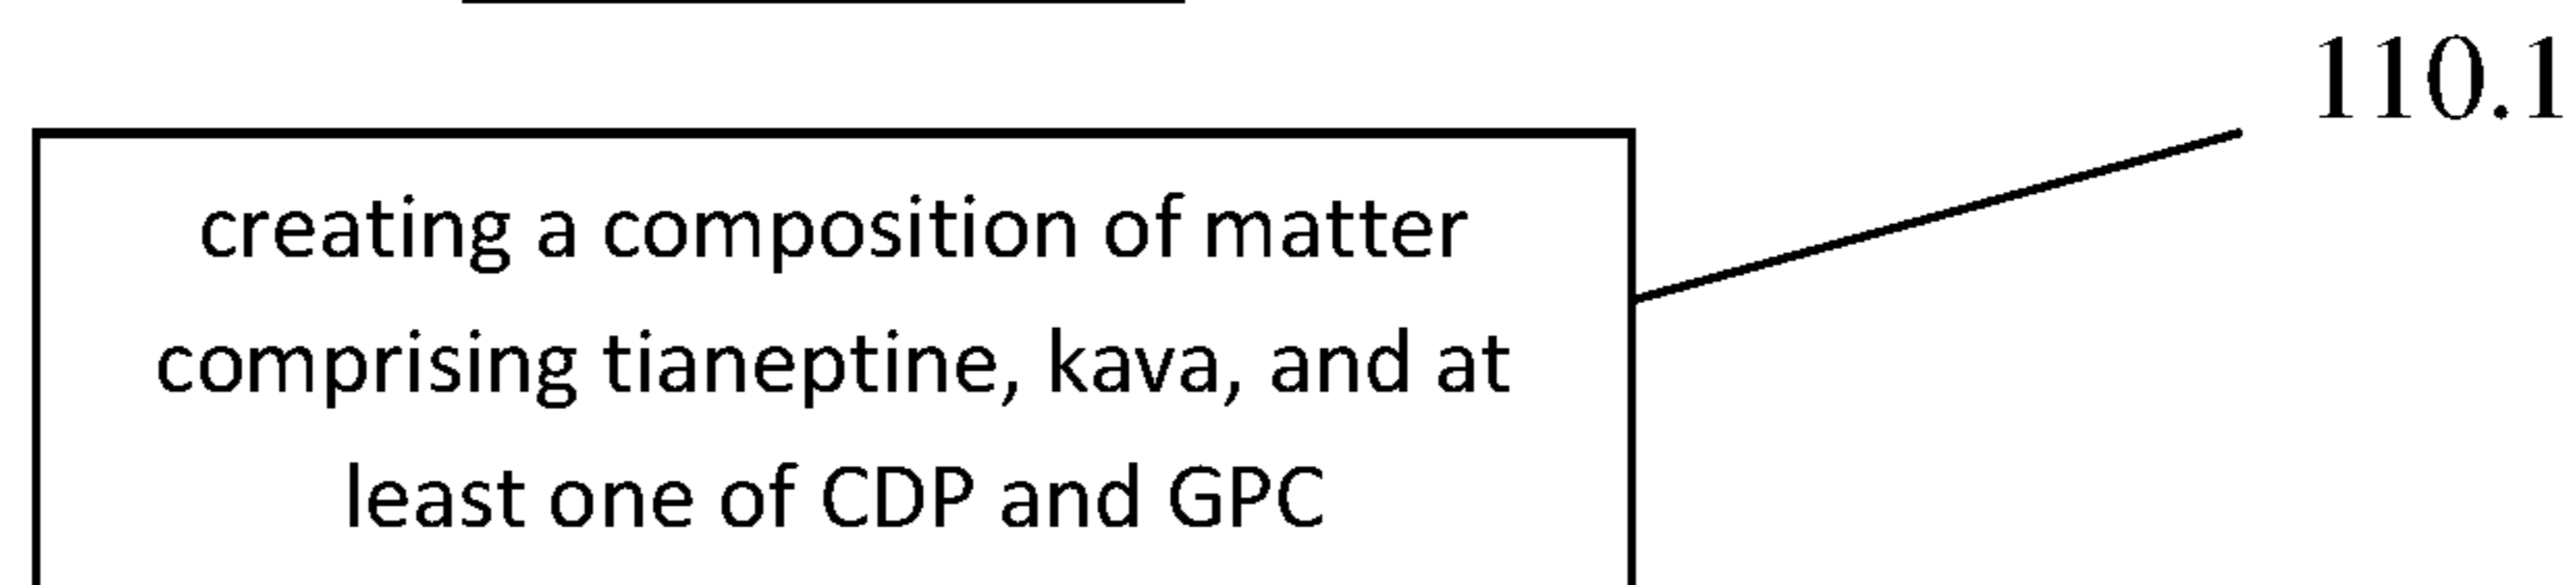 110.1
creating a composition of matter
comprising tianeptine, kava, and at
least one of CDP and GPC